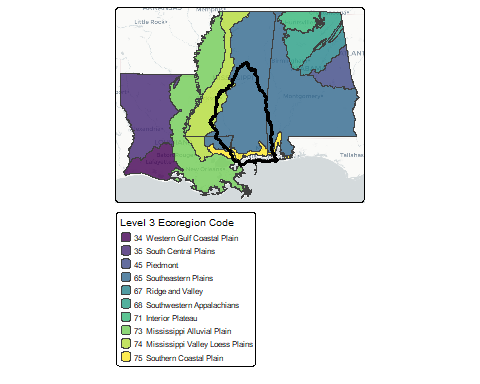 Little Rock
Level 3 Ecoregion Code
34 Western Gulf Coastal Plain
35 South Central Plains
45 Piedmont
65 Southeastern Plains
67 Ridge and Valley
68 Southwestern Appalachians
71 Interior Plateau
73 Mississippi Alluvial Plain
74 Mississippi Valley Loess Plains
75 Southern Coastal Plain